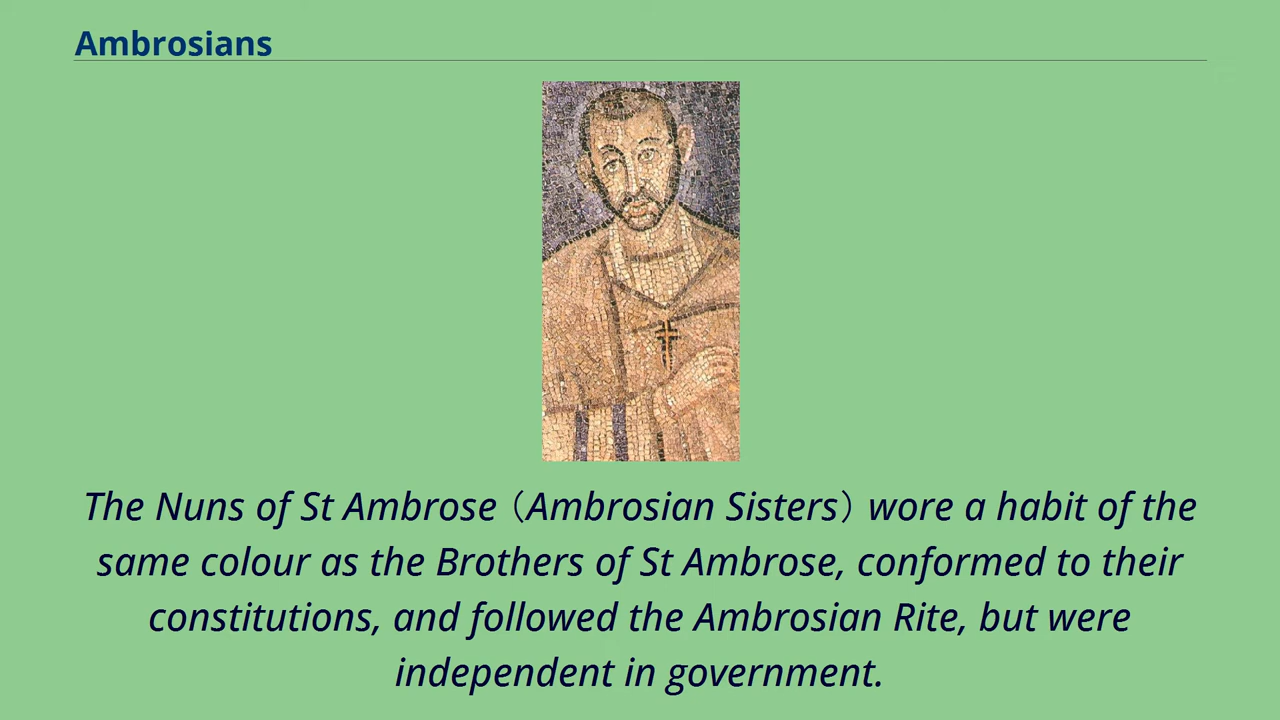 Ambrosians
The Nuns of St Ambrose (Ambrosian Sisters) wore a habit of the
same colour as the Brothers of St Ambrose, conformed to their
constitutions, and followed the Ambrosian Rite, but were
independent in government.